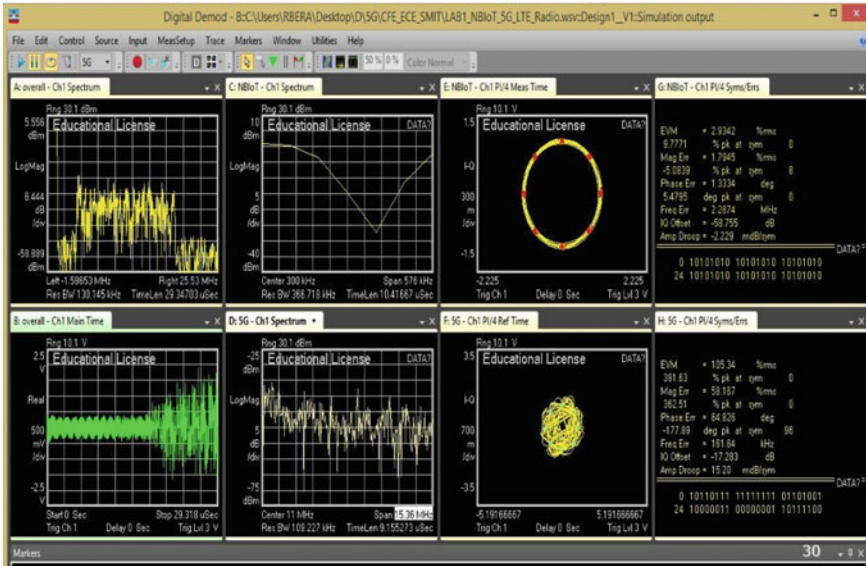 Digital Demod - B:C:\Users\RBERA\Desktop\D\5G\CFE_ECE_SMIT\LAB1_NBIoT_5G_LTE_Radio.wsv:Design1_V1::Simulation output
File Edit Control Source Input MeasSetup Trace Markers Window Utilities Help
5G 50 % 0 % Color Normal
A: overall - Ch1 Spectrum
Rng 30.1 dBm
5.556
dBm
Educational License
LogMag
6.444
dB
/div
-58.889
dBm
Left -1.58653 MHz Right 25.53 MHz
Res BW 130.145 kHz TimeLen 29.34703 uSec
C: NBIoT - Ch1 Spectrum
Rng 30.1 dBm
10
dBm
Educational License DATA?
LogMag
5
dB
/div
-40
dBm
Center 300 kHz Span 576 kHz
Res BW 366.718 kHz TimeLen 10.41667 uSec
E: NBIoT - Ch1 PI/4 Meas Time
Rng 10.1 V
1.5
Educational License DATA?
I-Q
300
m
/div
-1.5
-2.225 2.225
Trig Ch 1 Delay 0 Sec Trig Lvl 3 V
G: NBIoT - Ch1 PI/4 Syms/Errs
EVM = 2.9342 %rms
9.7771 % pk at sym 0
Mag Err = 1.7945 %rms
-5.0839 % pk at sym 8
Phase Err = 1.3334 deg
5.4795 deg pk at sym 0
Freq Err = 2.2874 MHz
IQ Offset = -58.755 dB
Amp Droop = -2.229 mdB/sym
DATA?
0 10101010 10101010 10101010
24 10101010 10101010 10101010
B: overall - Ch1 Main Time
Rng 10.1 V
2.5
V
Educational License
Real
500
mV
/div
-2.5
V
Start 0 Sec Stop 29.318 uSec
Trig Ch 1 Delay 0 Sec Trig Lvl 3 V
D: 5G - Ch1 Spectrum
Rng 30.1 dBm
-25
dBm
Educational License DATA?
LogMag
5
dB
/div
-75
dBm
Center 11 MHz Span 15.36 MHz
Res BW 109.227 kHz TimeLen 9.155273 uSec
F: 5G - Ch1 PI/4 Ref Time
Rng 10.1 V
3.5
Educational License DATA?
I-Q
700
m
/div
-3.5
-5.19166667 5.191666667
Trig Ch 1 Delay 0 Sec Trig Lvl 3 V
H: 5G - Ch1 PI/4 Syms/Errs
EVM = 105.34 %rms
391.63 % pk at sym 0
Mag Err = 58.167 %rms
362.51 % pk at sym 0
Phase Err = 64.826 deg
-177.89 deg pk at sym 96
Freq Err = 161.64 kHz
IQ Offset = -17.283 dB
Amp Droop = 15.20 mdB/sym
DATA?
0 10110111 11111111 01101001
24 10000011 00000001 10111100
Markers
30